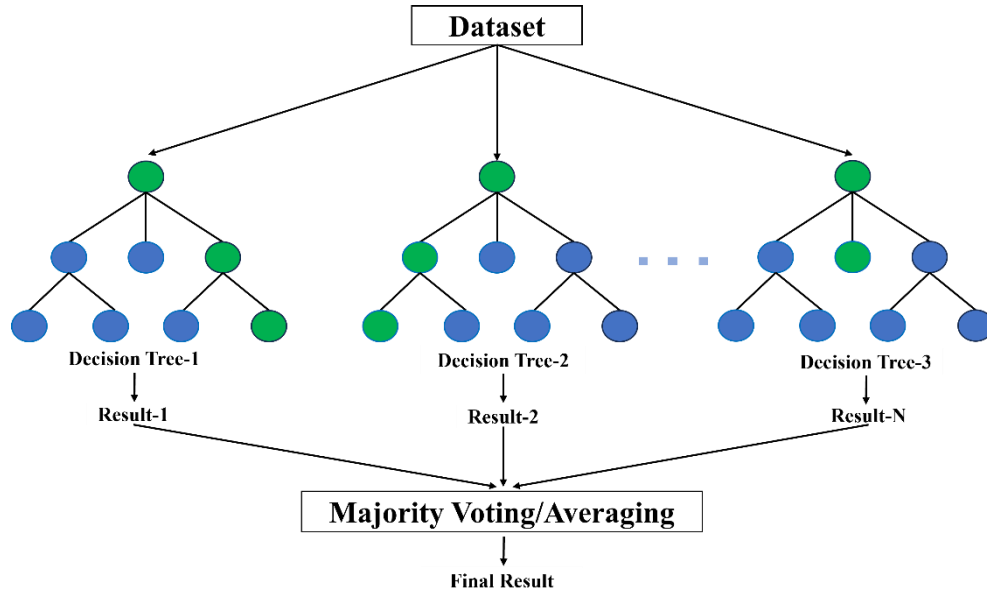 Dataset
Decision Tree-1
Decision Tree-2
Decision Tree-3
Result-1
Result-2
Result-N
Majority Voting/Averaging
Final Result